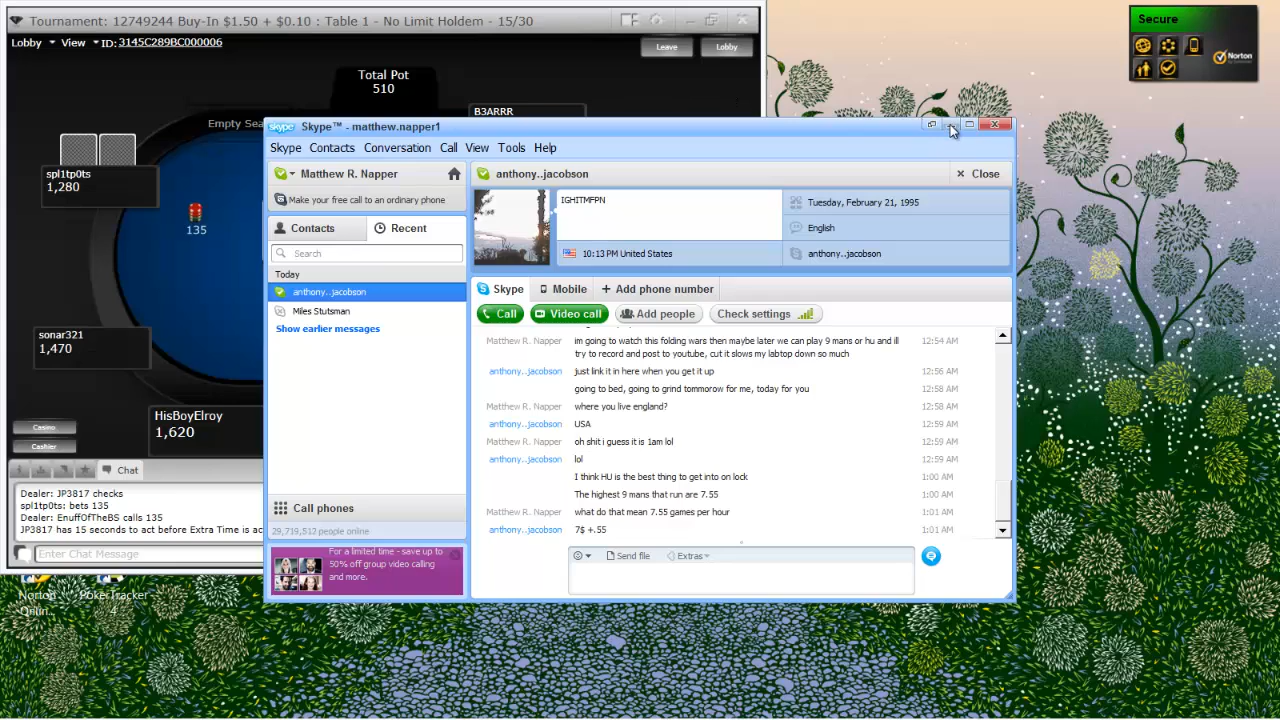 Tournament: 12749244 Buy-In $1.50 + $0.10 : Table 1 - No Limit Holdem - 15/30
Lobby View ID: 3145C289BC000006
Leave Lobby
Total Pot
510
B3ARRR
Empty Sea
spl1tp0ts
1,280
135
sonar321
1,470
HisBoyElroy
1,620
Casino
Cashier
Chat
Dealer: JP3817 checks
spl1tp0ts: bets 135
Dealer: EnuffOfTheBS calls 135
JP3817 has 15 seconds to act before Extra Time is ac
Enter Chat Message
Secure
Norton
by Symantec
skype Skype™ - matthew.napper1
Skype Contacts Conversation Call View Tools Help
Matthew R. Napper
Make your free call to an ordinary phone
Contacts Recent
Search
Today
anthony..jacobson
Miles Stutsman
Show earlier messages
Call phones
29,719,512 people online
For a limited time - save up to
50% off group video calling
and more.
anthony..jacobson Close
IGHITMFPN
Tuesday, February 21, 1995
English
10:13 PM United States
anthony..jacobson
Skype Mobile Add phone number
Call Video call Add people Check settings
Matthew R. Napper im going to watch this folding wars then maybe later we can play 9 mans or hu and ill 12:54 AM
try to record and post to youtube, cut it slows my labtop down so much
anthony..jacobson just link it in here when you get it up 12:56 AM
going to bed, going to grind tommorow for me, today for you 12:58 AM
Matthew R. Napper where you live england? 12:58 AM
anthony..jacobson USA 12:59 AM
Matthew R. Napper oh shit i guess it is 1am lol 12:59 AM
anthony..jacobson lol 12:59 AM
I think HU is the best thing to get into on lock 1:00 AM
The highest 9 mans that run are 7.55 1:00 AM
Matthew R. Napper what do that mean 7.55 games per hour 1:01 AM
anthony..jacobson 7$ +.55 1:01 AM
Send file Extras
Norton PokerTracker
Onlin... 4